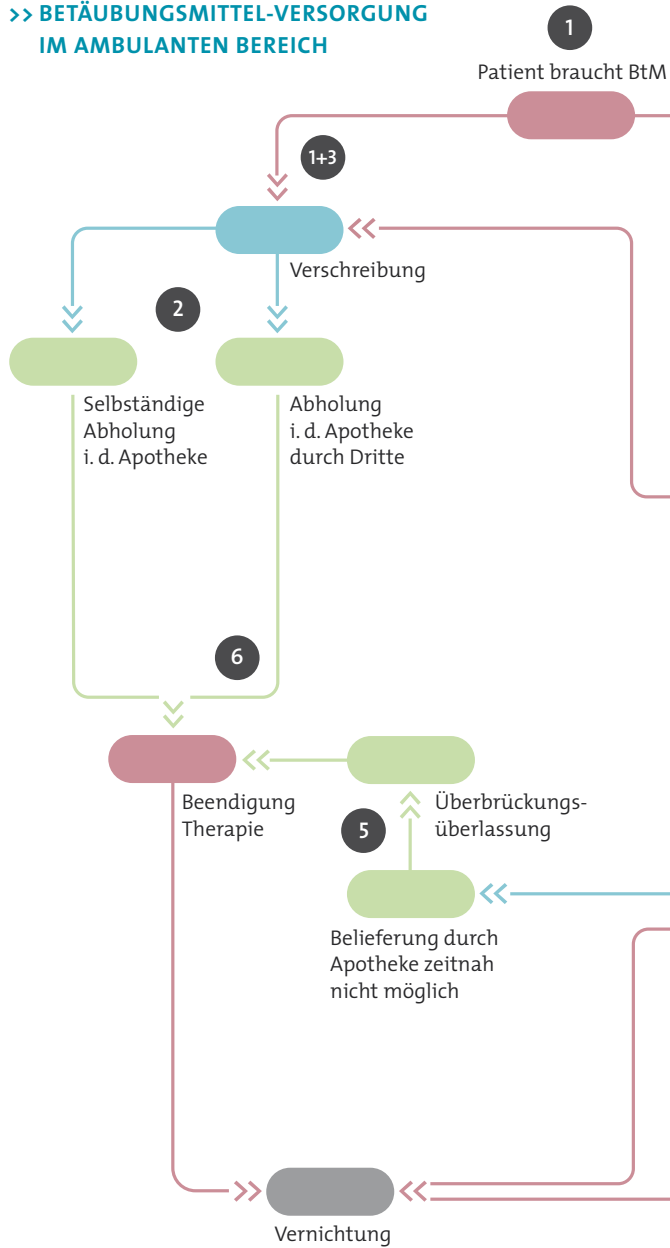 >> BETÄUBUNGSMITTEL-VERSORGUNG
IM AMBULANTEN BEREICH
1
Patient braucht BtM
1+3
Verschreibung
2
Selbständige
Abholung
i. d. Apotheke
Abholung
i. d. Apotheke
durch Dritte
6
Beendigung
Therapie
5
Überbrückungs-
überlassung
Belieferung durch
Apotheke zeitnah
nicht möglich
Vernichtung